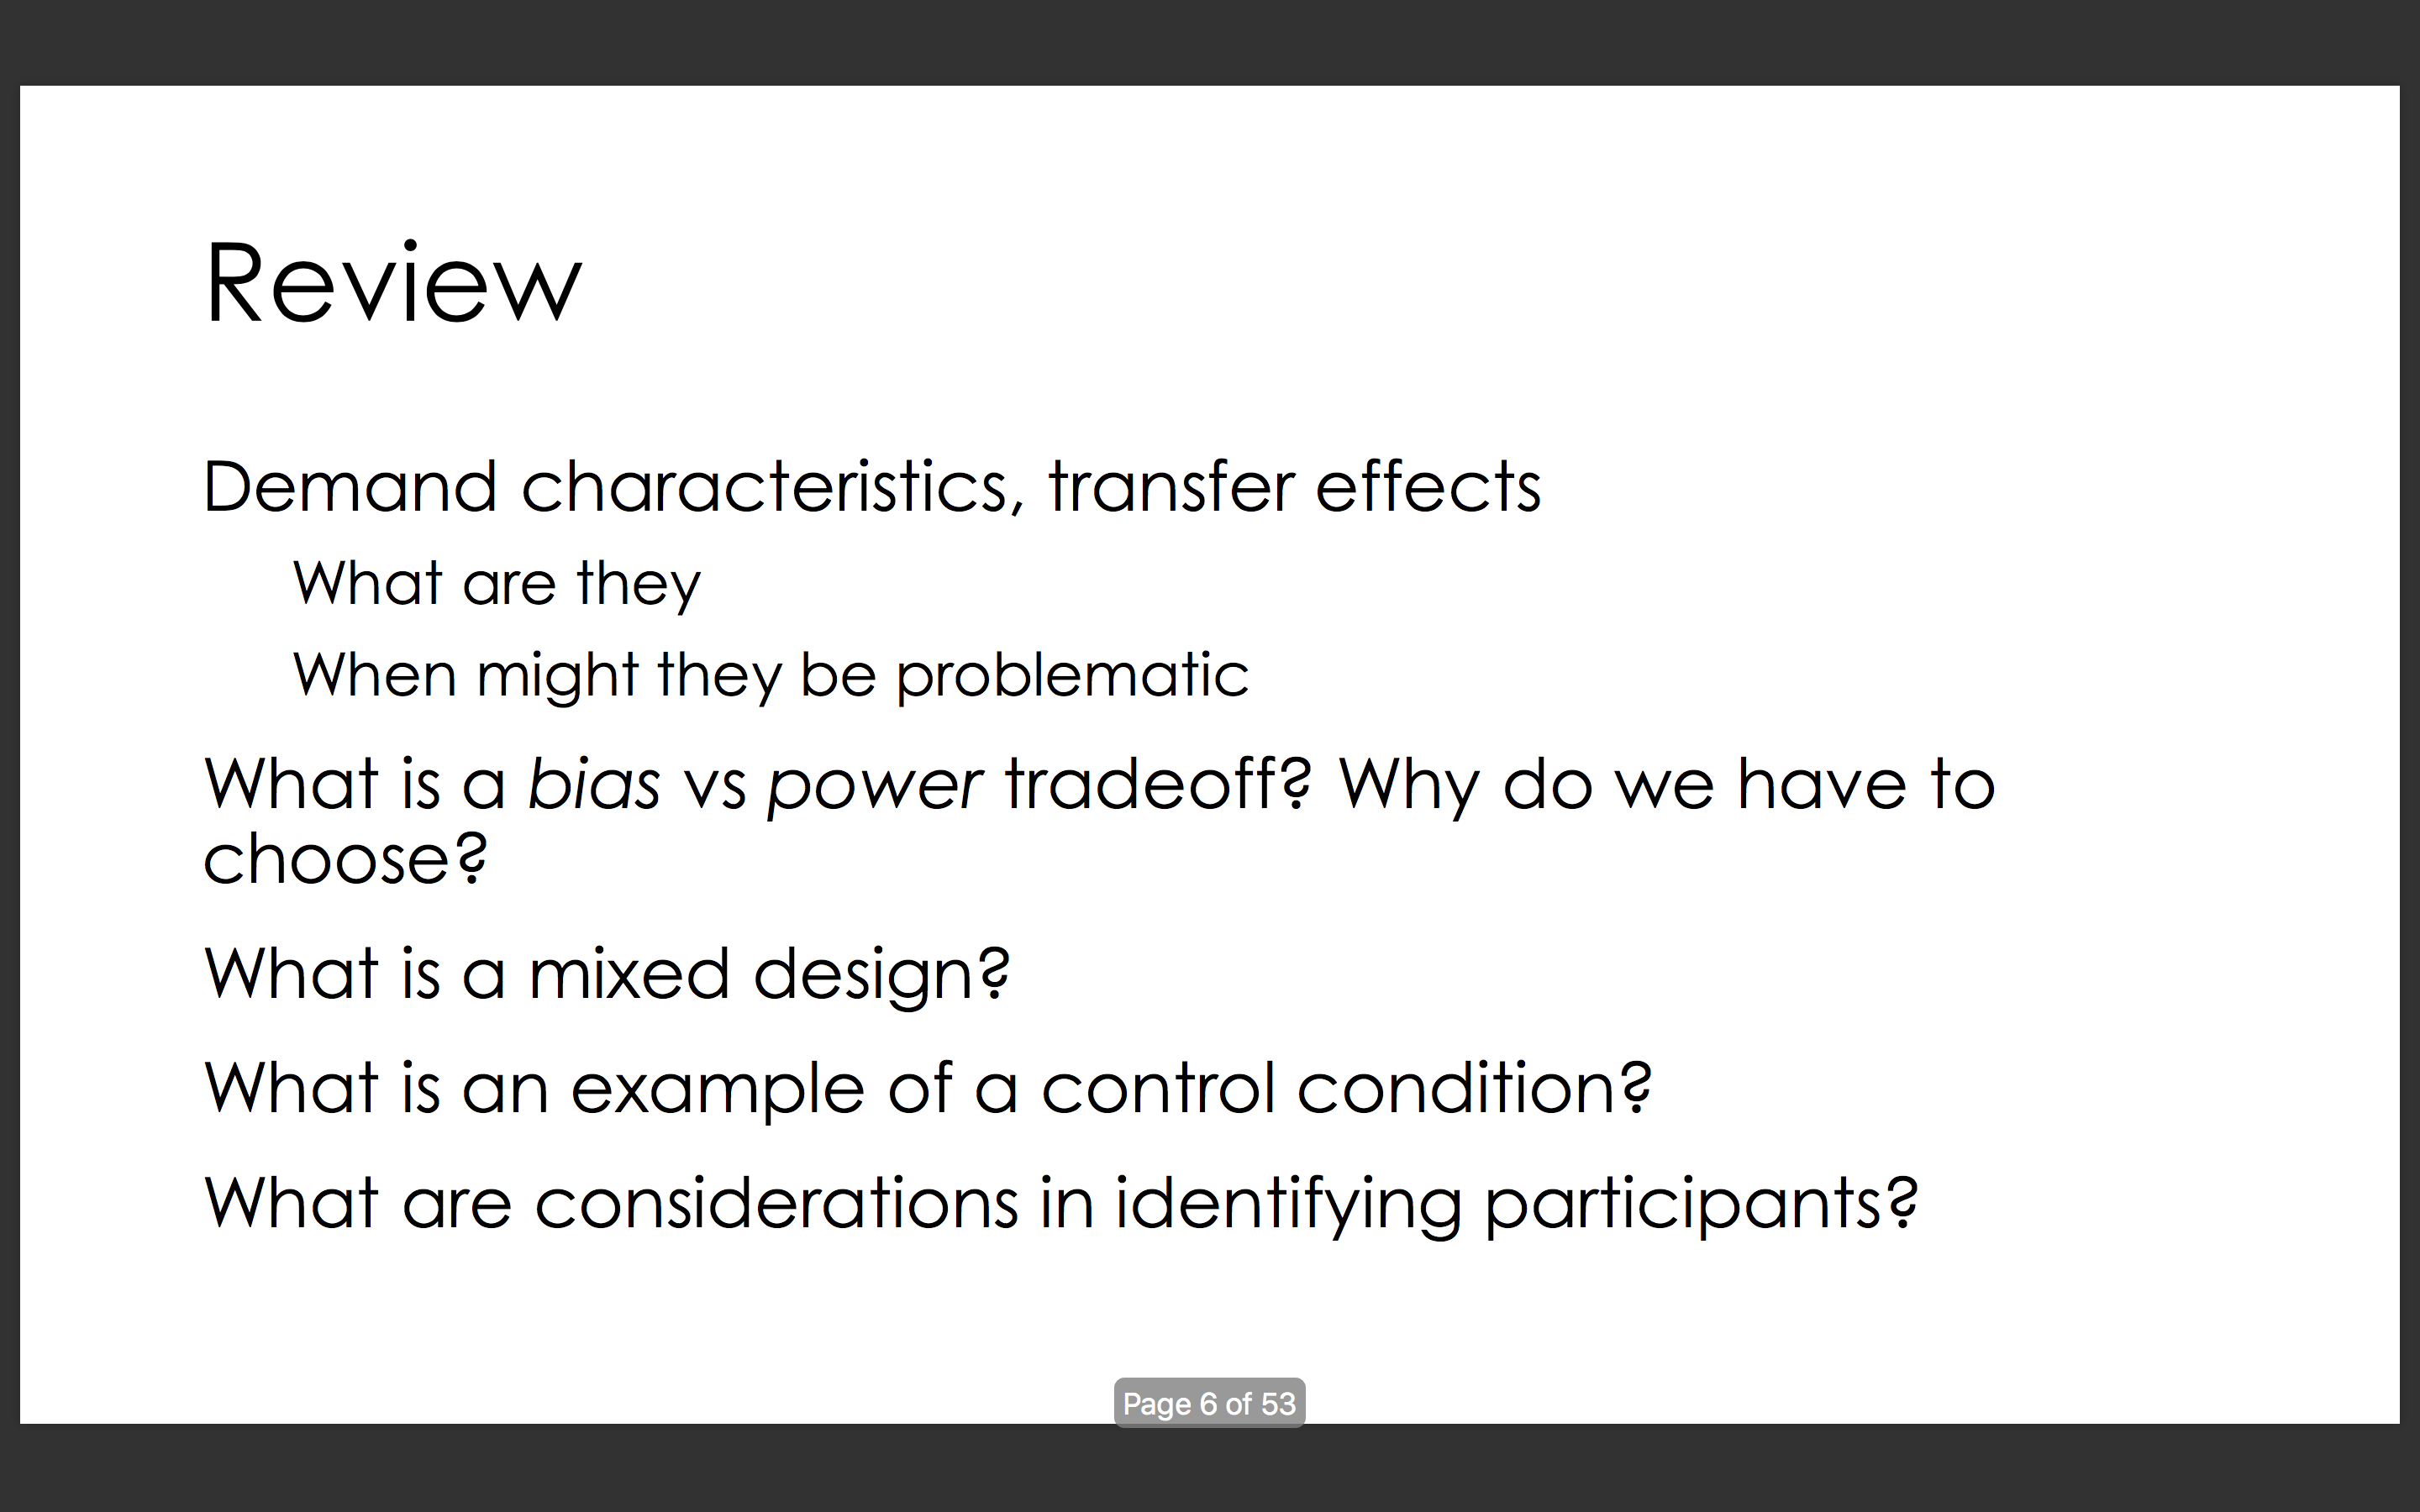 Review
Demand characteristics, transfer effects
What are they
When might they be problematic
What is a bias vs power tradeoff? Why do we have to
choose?
What is a mixed design?
What is an example of a control condition?
What are considerations in identifying participants?
Page 6 of 53